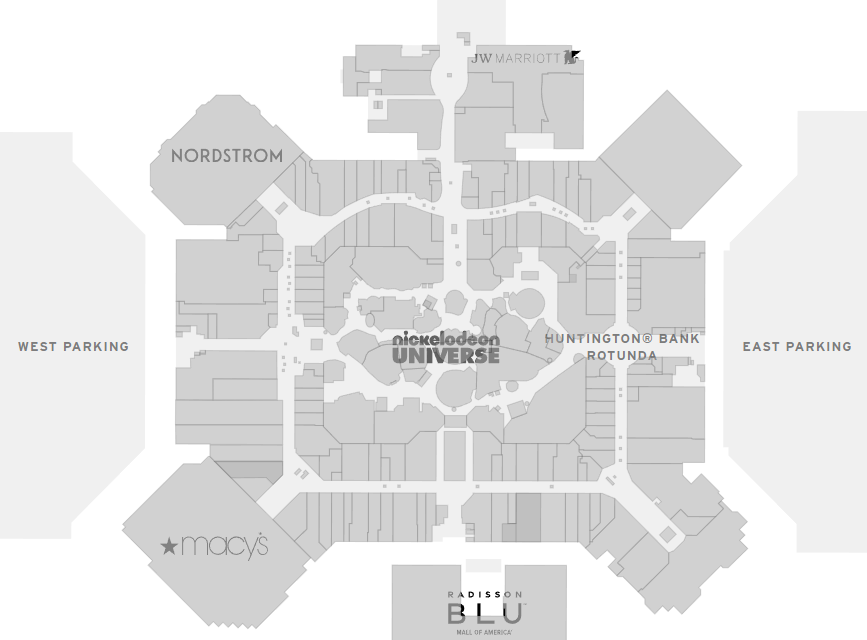 JW MARRIOTT
NORDSTROM
WEST PARKING
nickelodeon
UNIVERSE
HUNTINGTON® BANK
ROTUNDA
EAST PARKING
macy's
RADISSON
BLU
MALL OF AMERICA